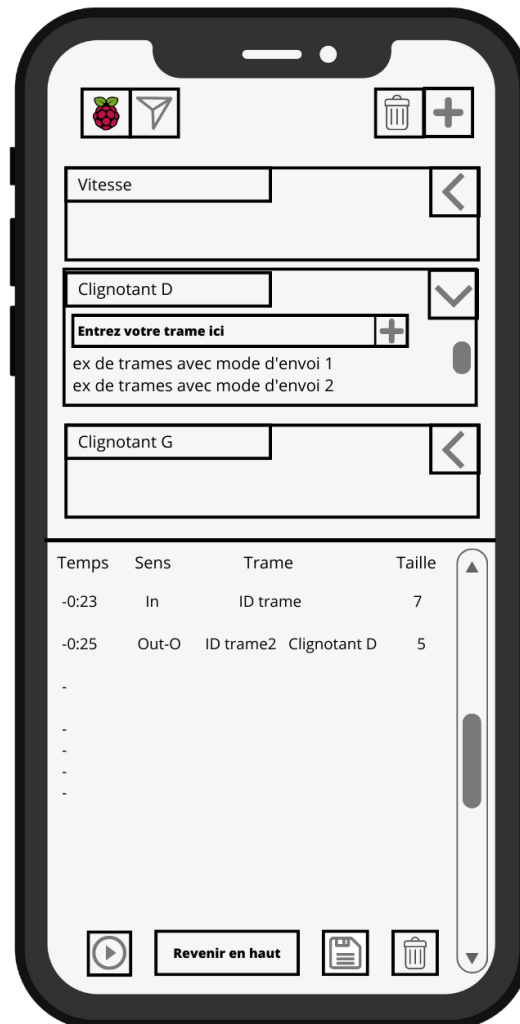 Vitesse
Clignotant D
Entrez votre trame ici
ex de trames avec mode d'envoi 1
ex de trames avec mode d'envoi 2
Clignotant G
Temps Sens Trame Taille
-0:23 In ID trame 7
-0:25 Out-O ID trame2 Clignotant D 5
-
-
-
-
-
Revenir en haut